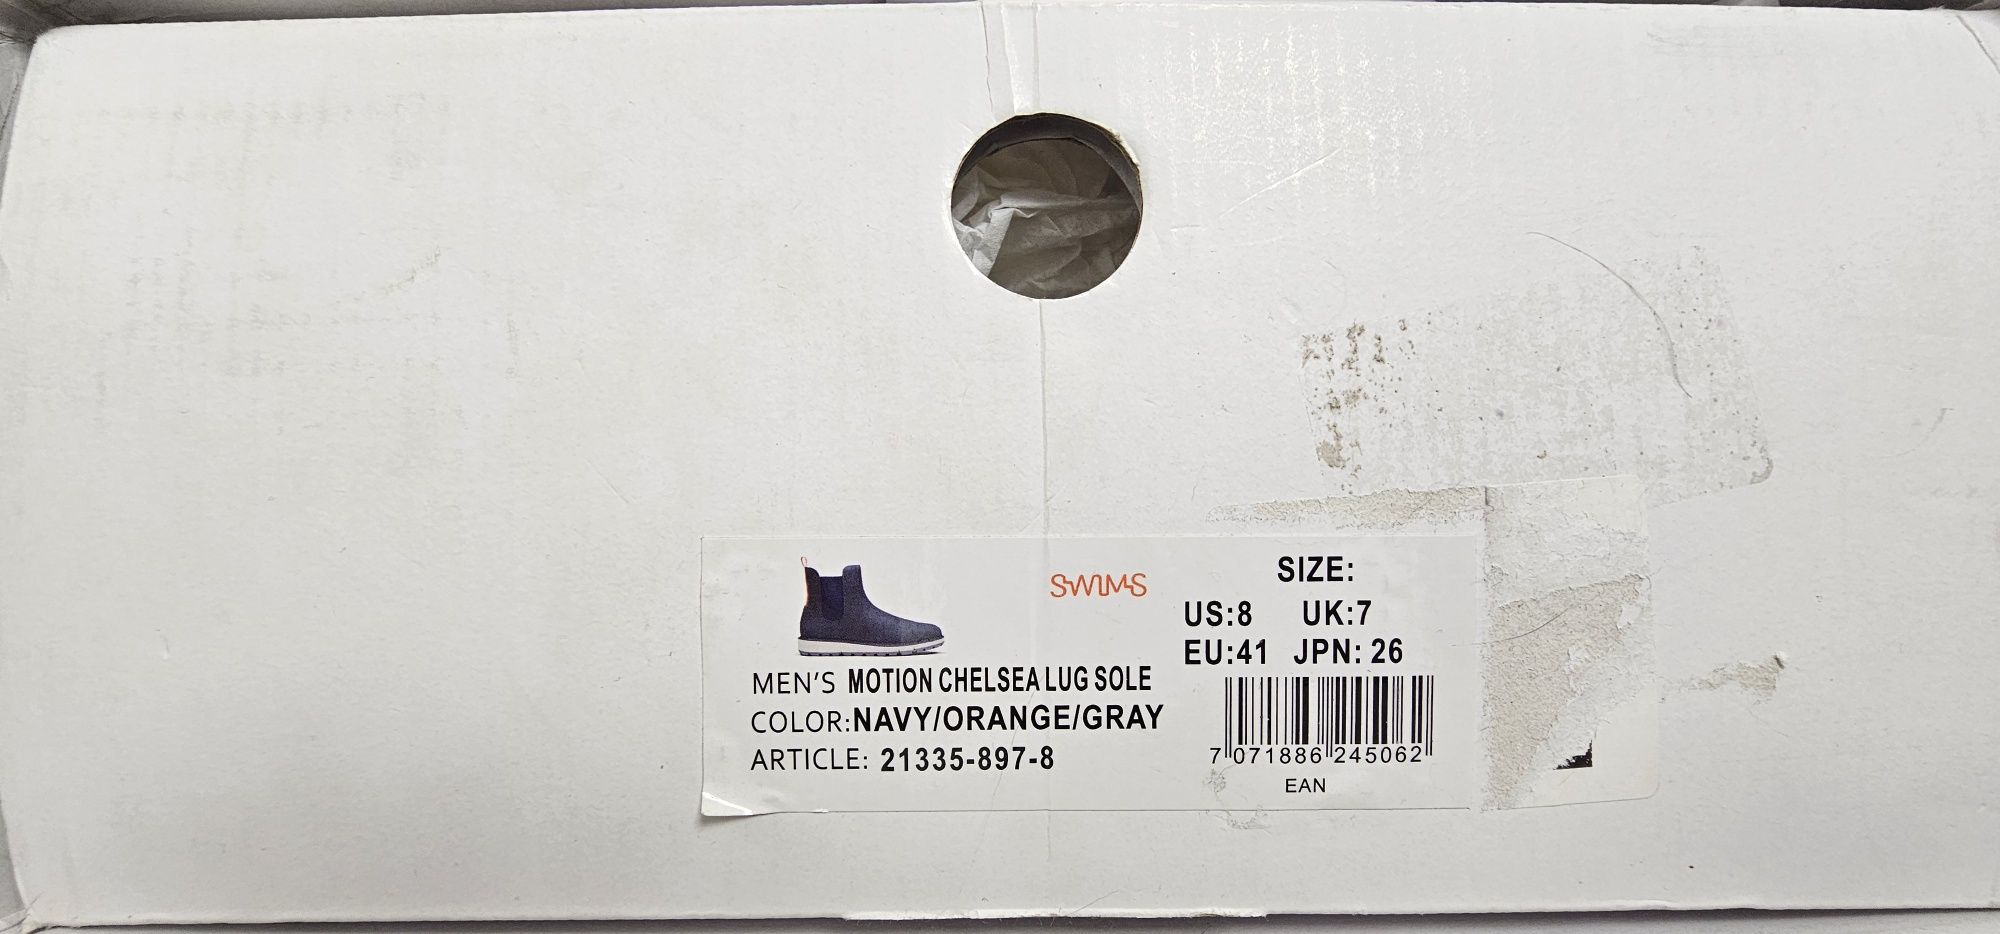 SWIMS
SIZE:
US:8 UK:7
EU:41 JPN: 26
MEN'S MOTION CHELSEA LUG SOLE
COLOR:NAVY/ORANGE/GRAY
ARTICLE: 21335-897-8
7 071886 245062
EAN